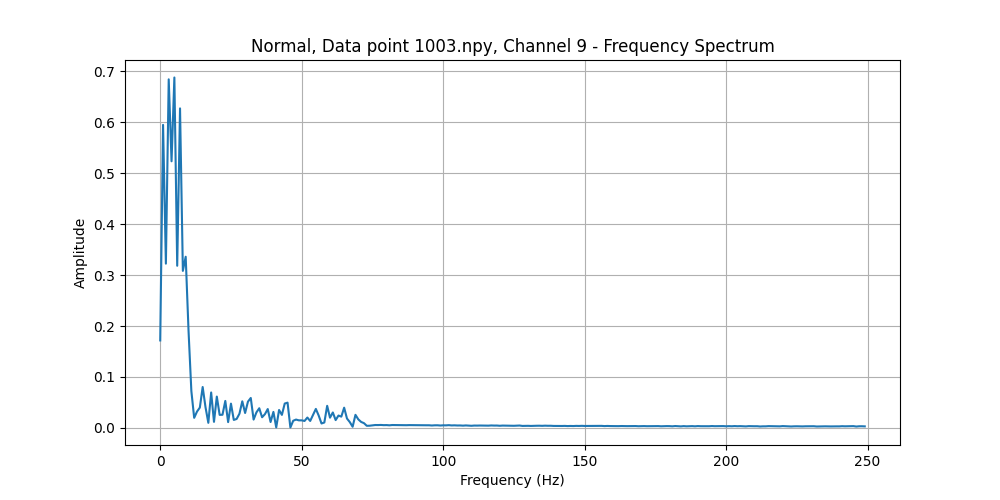 Normal, Data point 1003.npy, Channel 9 - Frequency Spectrum
0.7
0.6
0.5
0.4
0.3
0.2
0.1
0.0
Amplitude
0 50 100 150 200 250
Frequency (Hz)